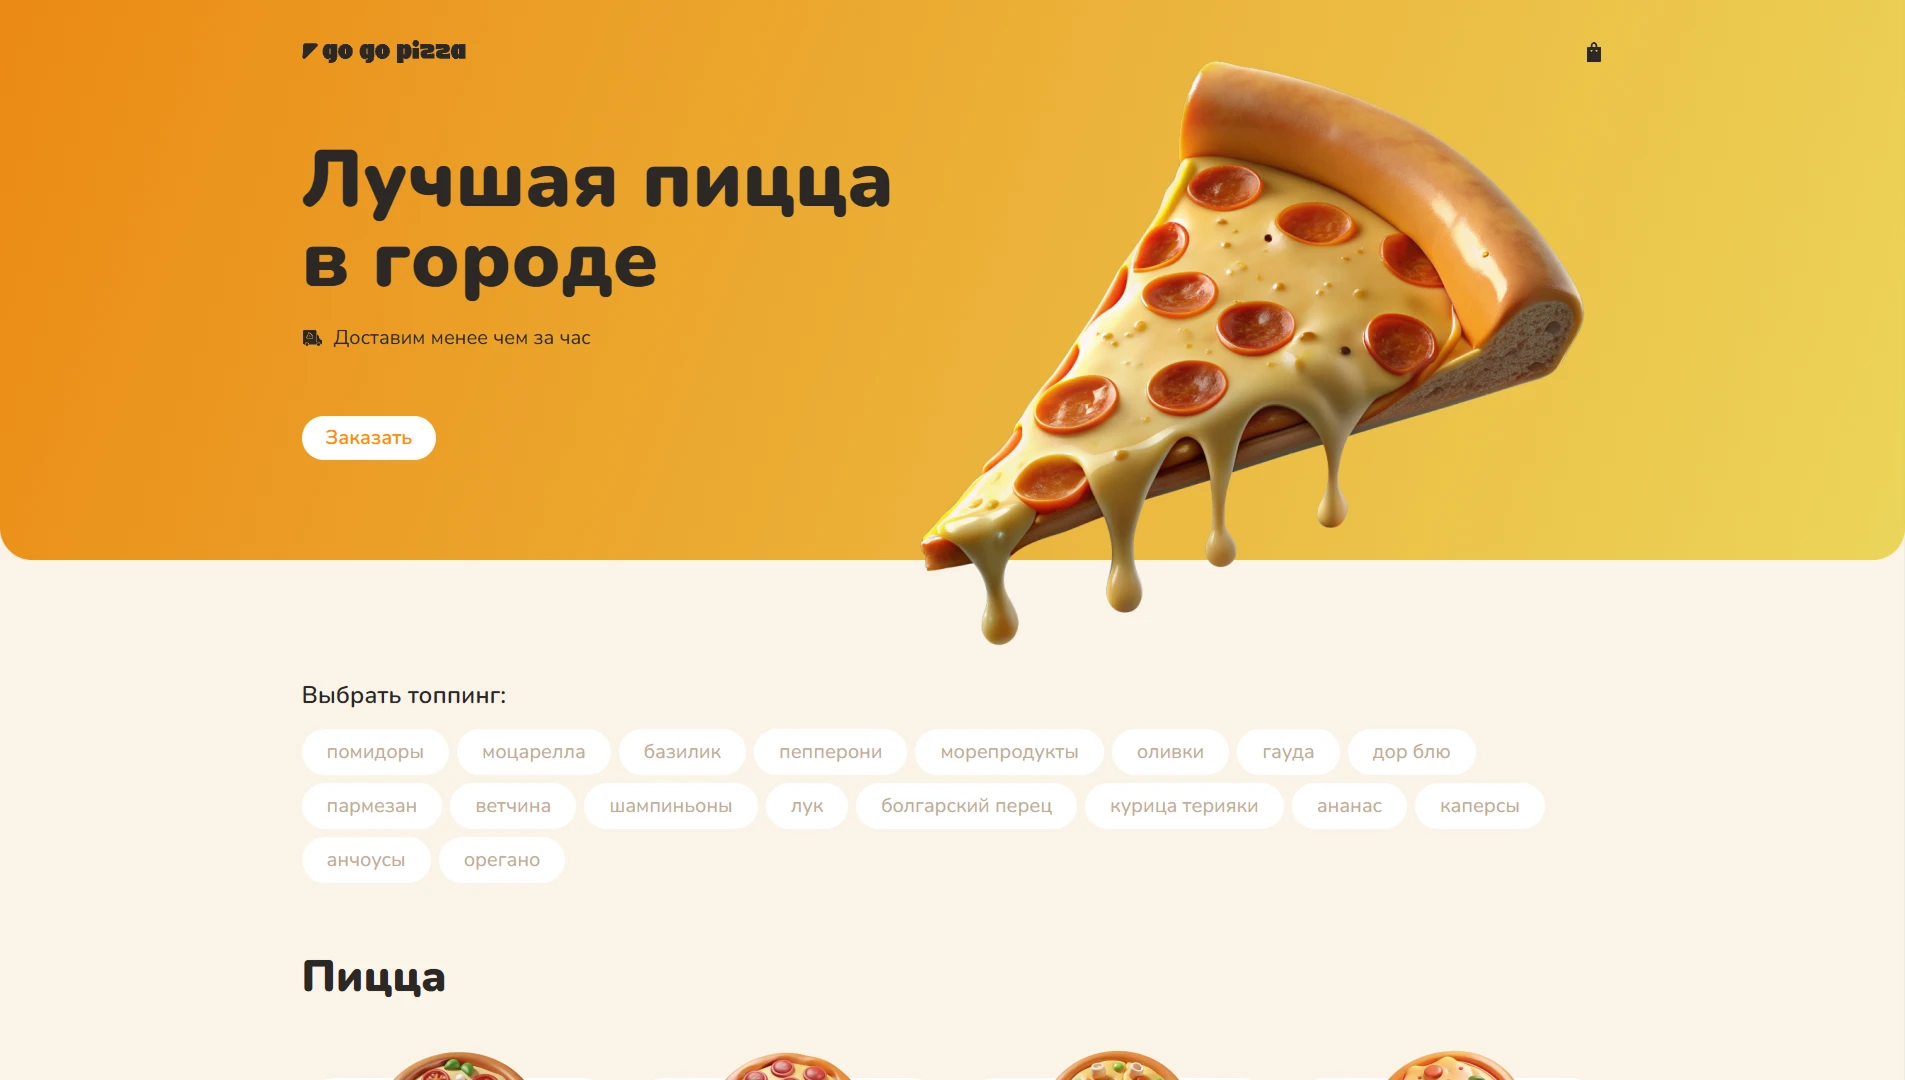 go go pizza
Лучшая пицца
в городе
Доставим менее чем за час
Заказать
Выбрать топпинг:
помидоры моцарелла базилик пепперони морепродукты оливки гауда дор блю
пармезан ветчина шампиньоны лук болгарский перец курица терияки ананас каперсы
анчоусы орегано
Пицца